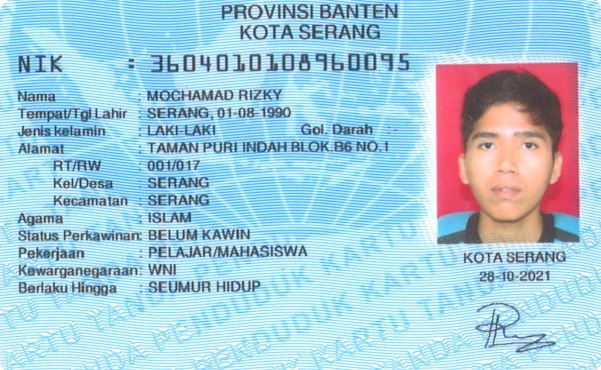 PROVINSI BANTEN
KOTA SERANG
NIK : 3604010108960095
Nama : MOCHAMAD RIZKY
Tempat/Tgl Lahir : SERANG, 01-08-1990
Jenis kelamin : LAKI-LAKI Gol. Darah :-
Alamat : TAMAN PURI INDAH BLOK.B6 NO.1
RT/RW : 001/017
Kel/Desa : SERANG
Kecamatan : SERANG
Agama : ISLAM
Status Perkawinan: BELUM KAWIN
Pekerjaan : PELAJAR/MAHASISWA
Kewarganegaraan: WNI
Berlaku Hingga : SEUMUR HIDUP
KOTA SERANG
28-10-2021
KARTU TANDA PENDUDUK KARTU TANDA PENDUDUK